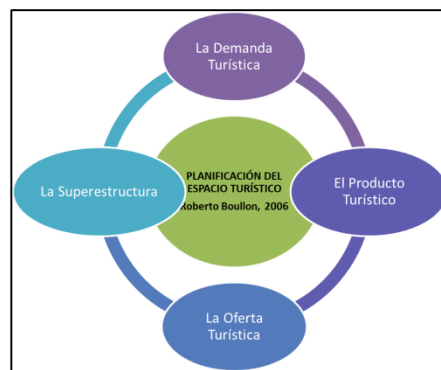 La Demanda
Turística
La Superestructura
PLANIFICACIÓN DEL
ESPACIO TURÍSTICO
Roberto Boullon, 2006
El Producto
Turístico
La Oferta
Turística